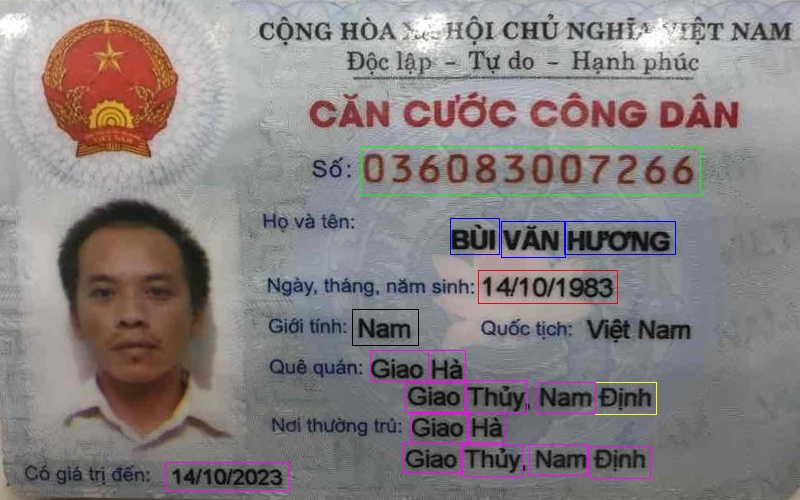 CỘNG HÒA XÃ HỘI CHỦ NGHĨA VIỆT NAM
Độc lập - Tự do - Hạnh phúc
CĂN CƯỚC CÔNG DÂN
Số: 036083007266
Họ và tên:
BÙI VĂN HƯƠNG
Ngày, tháng, năm sinh: 14/10/1983
Giới tính: Nam Quốc tịch: Việt Nam
Quê quán: Giao Hà
Giao Thủy, Nam Định
Nơi thường trú: Giao Hà
Giao Thủy, Nam Định
Có giá trị đến: 14/10/2023